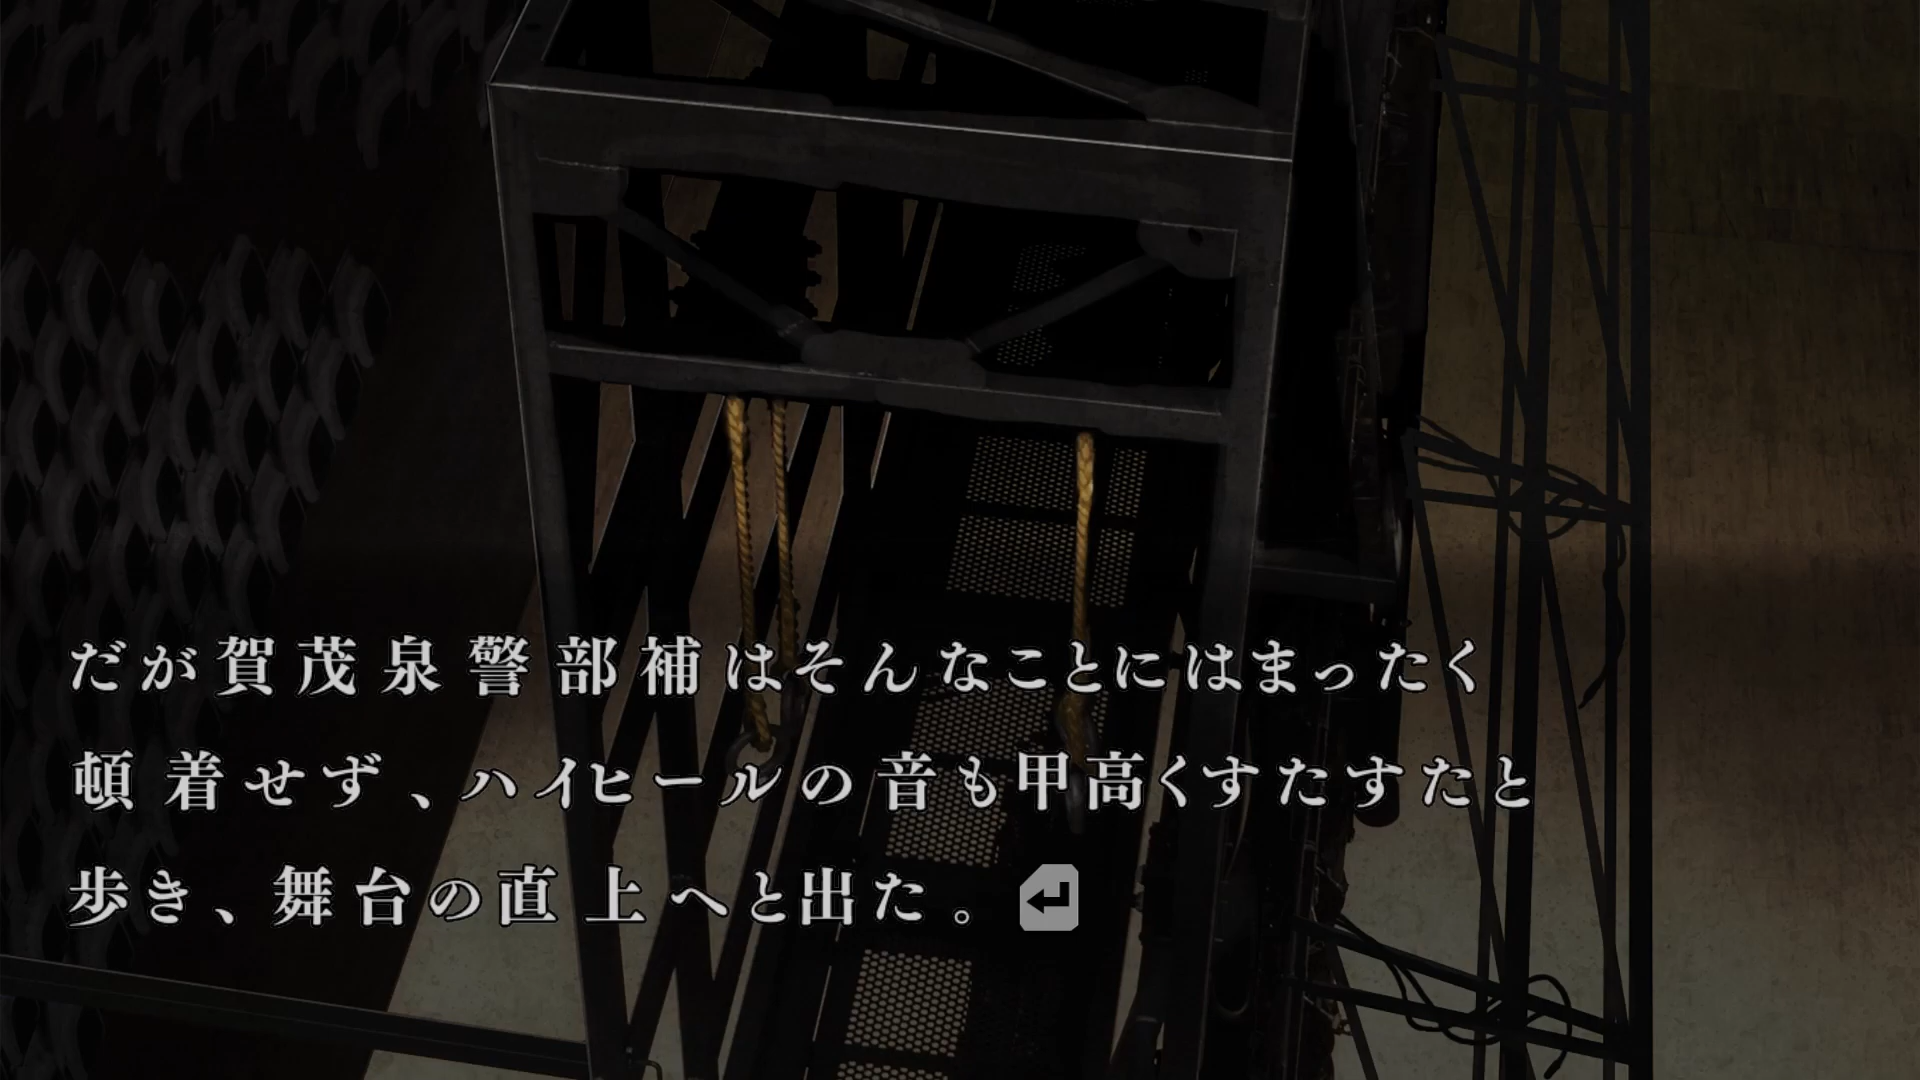 だが賀茂泉警部補はそんなことにはまったく
頓着せず、ハイヒールの音も甲高くすたすたと
歩き、舞台の直上へと出た。